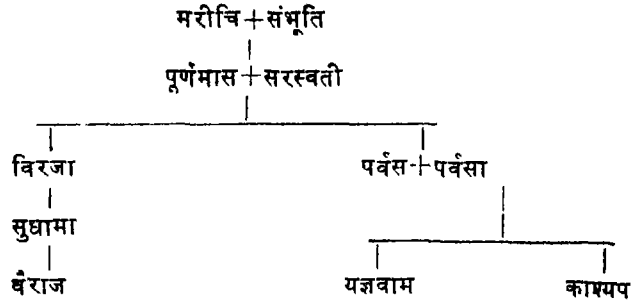 मरीचि+संभूति
पूर्णमास+सरस्वती
विरजा पर्वस+पर्वसा
सुधामा
वैराज यज्ञवाम काश्यप